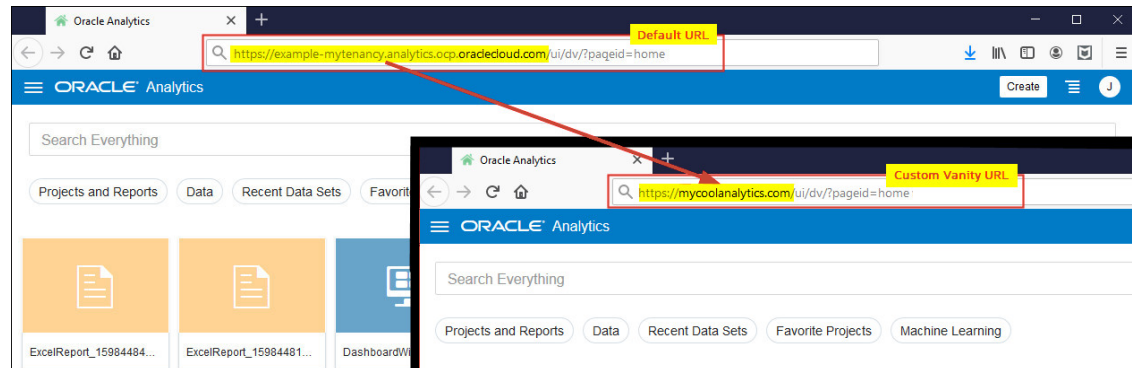 Oracle Analytics
Default URL
https://example-mytenancy.analytics.ocp.oraclecloud.com/ui/dv/?pageid=home
ORACLE Analytics
Create
J
Search Everything
Projects and Reports
Data
Recent Data Sets
Favorit
ExcelReport_15984484...
ExcelReport_15984481...
DashboardWi
Oracle Analytics
Custom Vanity URL
https://mycoolanalytics.com/ui/dv/?pageid=home
ORACLE Analytics
Search Everything
Projects and Reports
Data
Recent Data Sets
Favorite Projects
Machine Learning